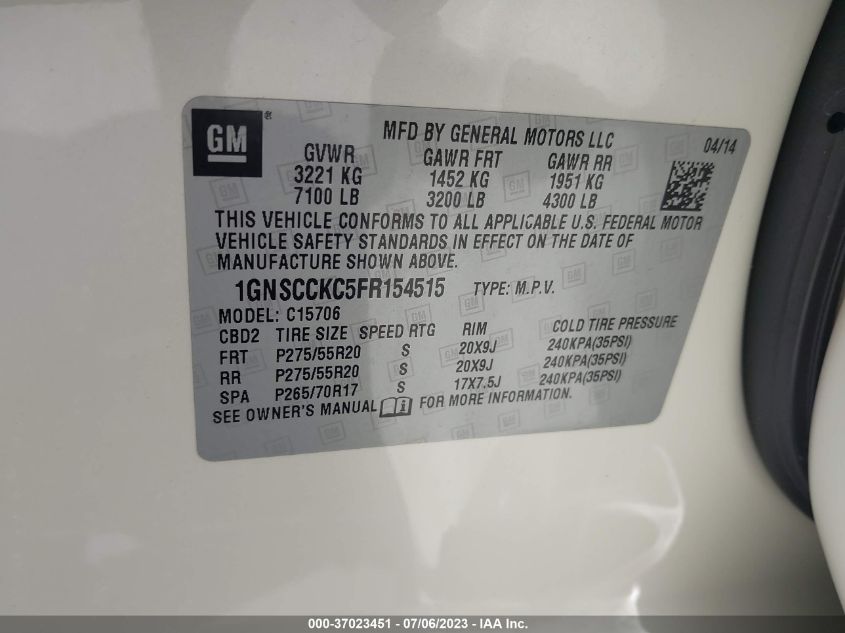 GM ®
MFD BY GENERAL MOTORS LLC
04/14
GVWR GAWR FRT GAWR RR
3221 KG 1452 KG 1951 KG
7100 LB 3200 LB 4300 LB
THIS VEHICLE CONFORMS TO ALL APPLICABLE U.S. FEDERAL MOTOR
VEHICLE SAFETY STANDARDS IN EFFECT ON THE DATE OF
MANUFACTURE SHOWN ABOVE.
1GNSCCKC5FR154515 TYPE: M.P.V.
MODEL: C15706
CBD2 TIRE SIZE SPEED RTG RIM COLD TIRE PRESSURE
FRT P275/55R20 S 20X9J 240KPA(35PSI)
RR P275/55R20 S 20X9J 240KPA(35PSI)
SPA P265/70R17 S 17X7.5J 240KPA(35PSI)
SEE OWNER'S MANUAL FOR MORE INFORMATION.
000-37023451 - 07/06/2023 - IAA Inc.